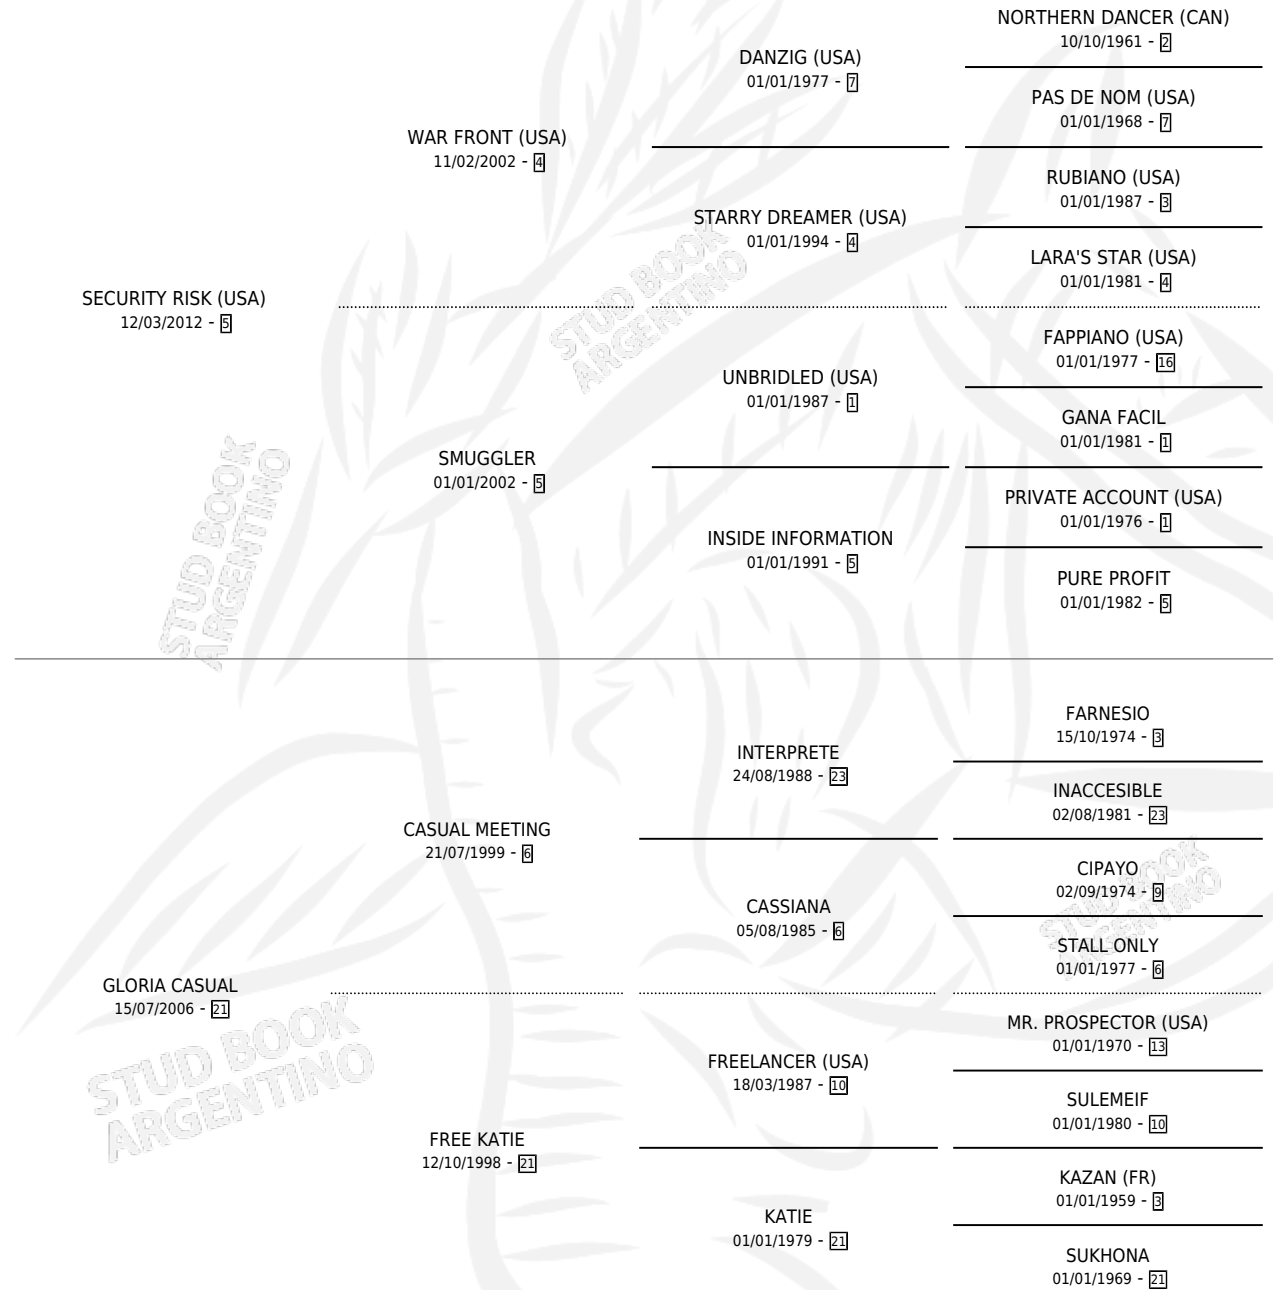 NORTHERN DANCER (CAN)
10/10/1961 - 2
DANZIG (USA)
01/01/1977 - 7
PAS DE NOM (USA)
01/01/1968 - 7
WAR FRONT (USA)
11/02/2002 - 4
RUBIANO (USA)
01/01/1987 - 3
STARRY DREAMER (USA)
01/01/1994 - 4
LARA'S STAR (USA)
01/01/1981 - 4
SECURITY RISK (USA)
12/03/2012 - 5
FAPPIANO (USA)
01/01/1977 - 16
UNBRIDLED (USA)
01/01/1987 - 1
GANA FACIL
01/01/1981 - 1
SMUGGLER
01/01/2002 - 5
PRIVATE ACCOUNT (USA)
01/01/1976 - 1
INSIDE INFORMATION
01/01/1991 - 5
PURE PROFIT
01/01/1982 - 5
FARNESIO
15/10/1974 - 3
INTERPRETE
24/08/1988 - 23
INACCESIBLE
02/08/1981 - 23
CASUAL MEETING
21/07/1999 - 6
CIPAYO
02/09/1974 - 9
CASSIANA
05/08/1985 - 6
STALL ONLY
01/01/1977 - 6
GLORIA CASUAL
15/07/2006 - 21
MR. PROSPECTOR (USA)
01/01/1970 - 13
FREELANCER (USA)
18/03/1987 - 10
SULEMEIF
01/01/1980 - 10
FREE KATIE
12/10/1998 - 21
KAZAN (FR)
01/01/1959 - 3
KATIE
01/01/1979 - 21
SUKHONA
01/01/1969 - 21
STUD BOOK
ARGENTINO
STUD BOOK
ARGENTINO
STUD BOOK
ARGENTINO
STUD BOOK
ARGENTINO